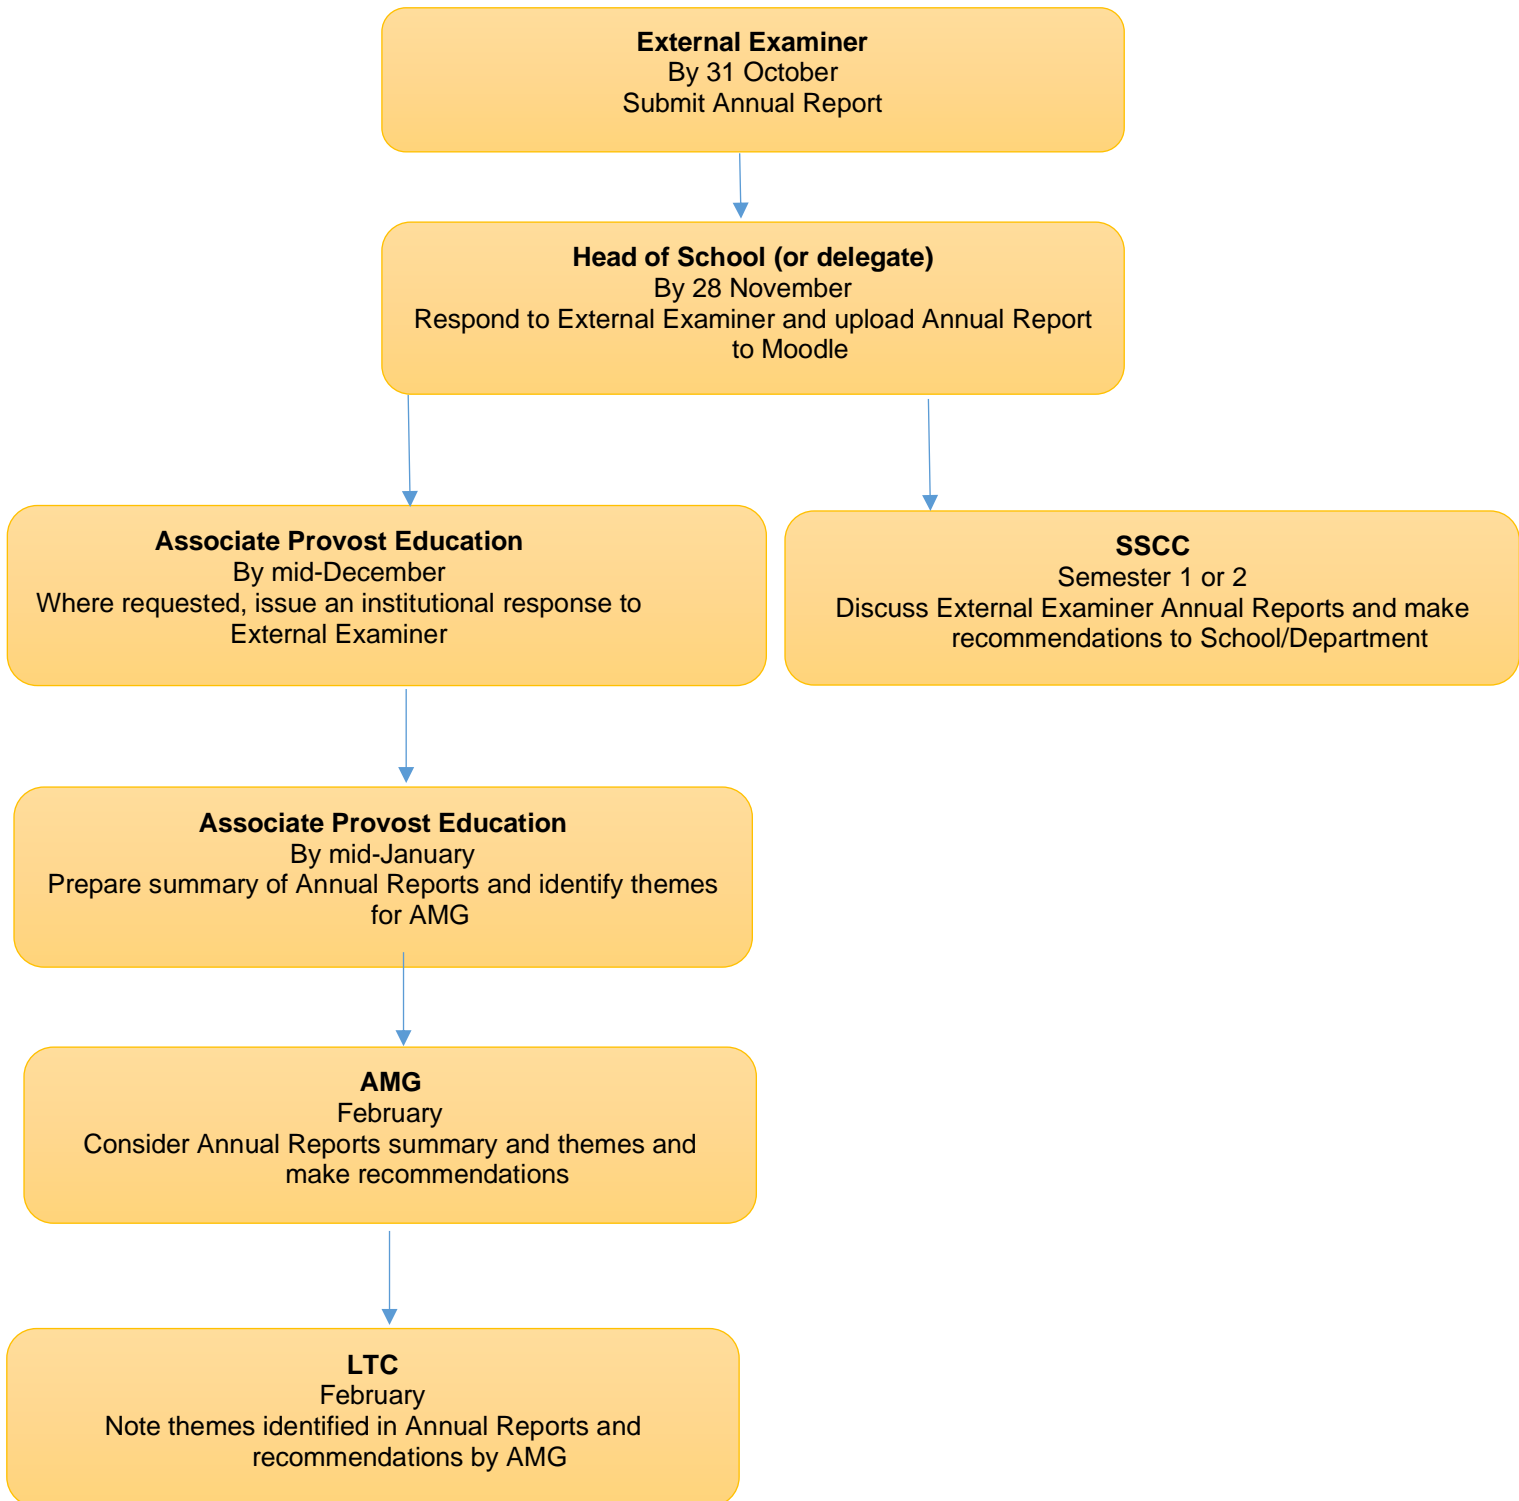 External Examiner
By 31 October
Submit Annual Report
Head of School (or delegate)
By 28 November
Respond to External Examiner and upload Annual Report
to Moodle
Associate Provost Education
By mid-December
Where requested, issue an institutional response to
External Examiner
SSCC
Semester 1 or 2
Discuss External Examiner Annual Reports and make
recommendations to School/Department
Associate Provost Education
By mid-January
Prepare summary of Annual Reports and identify themes
for AMG
AMG
February
Consider Annual Reports summary and themes and
make recommendations
LTC
February
Note themes identified in Annual Reports and
recommendations by AMG